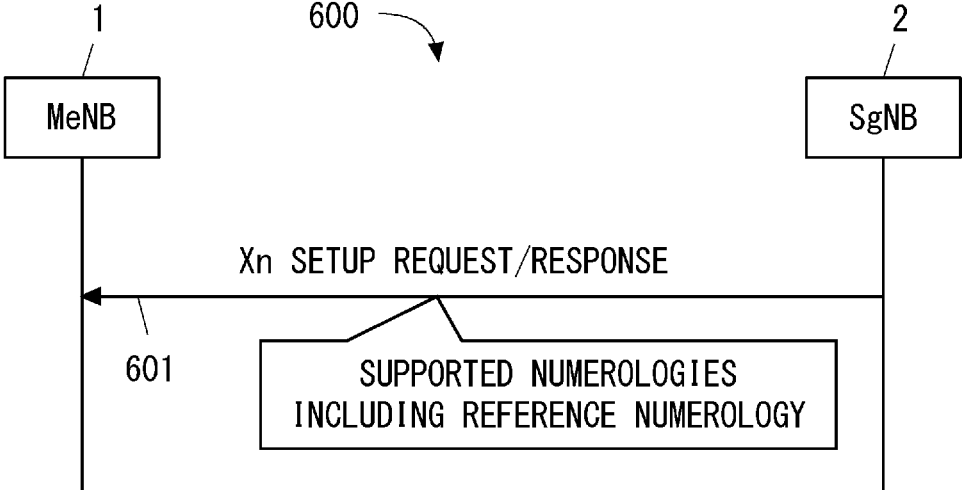 1
600
2
MeNB
SgNB
Xn SETUP REQUEST/RESPONSE
601
SUPPORTED NUMEROLOGIES
INCLUDING REFERENCE NUMEROLOGY